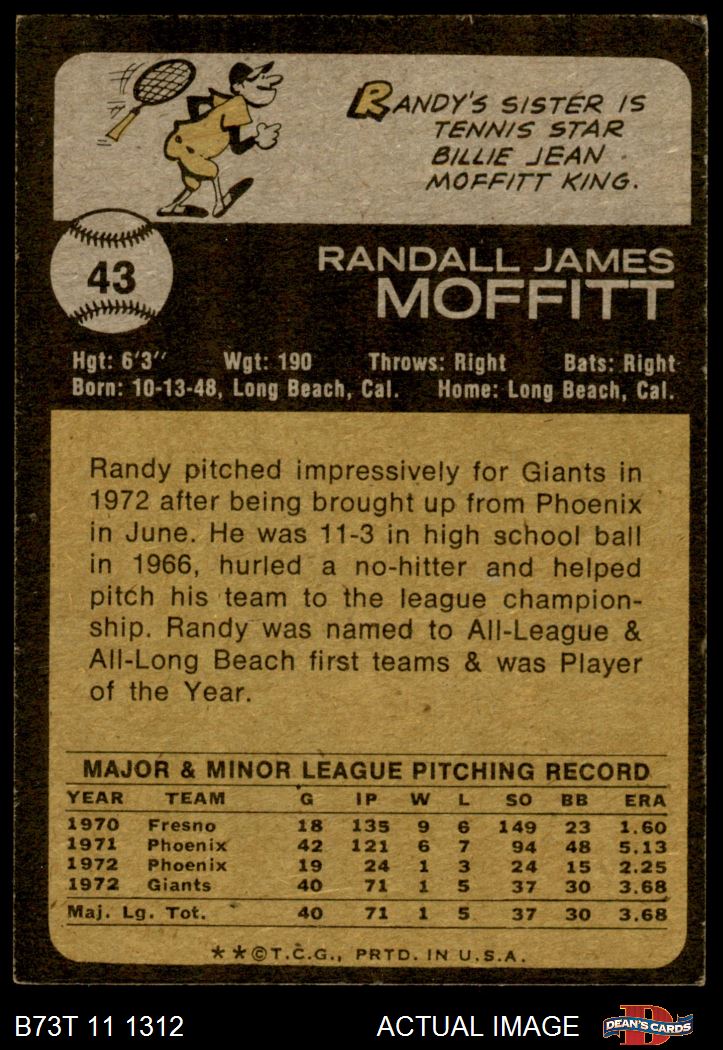 RANDY'S SISTER IS
TENNIS STAR
BILLIE JEAN
MOFFITT KING.
43
RANDALL JAMES
MOFFITT
Hgt: 6'3" Wgt: 190 Throws: Right Bats: Right
Born: 10-13-48, Long Beach, Cal. Home: Long Beach, Cal.
Randy pitched impressively for Giants in
1972 after being brought up from Phoenix
in June. He was 11-3 in high school ball
in 1966, hurled a no-hitter and helped
pitch his team to the league champion-
ship. Randy was named to All-League &
All-Long Beach first teams & was Player
of the Year.
MAJOR & MINOR LEAGUE PITCHING RECORD
YEAR TEAM G IP W L SO BB ERA
1970 Fresno 18 135 9 6 149 23 1.60
1971 Phoenix 42 121 6 7 94 48 5.13
1972 Phoenix 19 24 1 3 24 15 2.25
1972 Giants 40 71 1 5 37 30 3.68
Maj. Lg. Tot. 40 71 1 5 37 30 3.68
**©T.C.G., PRTD. IN U.S.A.
B73T 11 1312 ACTUAL IMAGE D DEAN'S CARDS